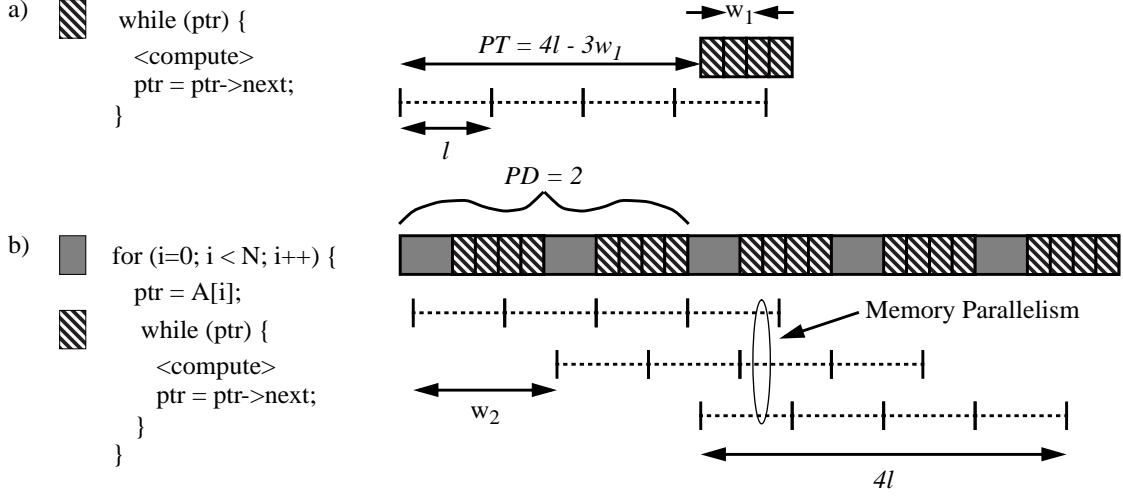 a)
while (ptr) {
<compute>
ptr = ptr->next;
}
w1
PT = 4l - 3w1
l
PD = 2
b)
for (i=0; i < N; i++) {
ptr = A[i];
while (ptr) {
<compute>
ptr = ptr->next;
}
}
Memory Parallelism
w2
4l